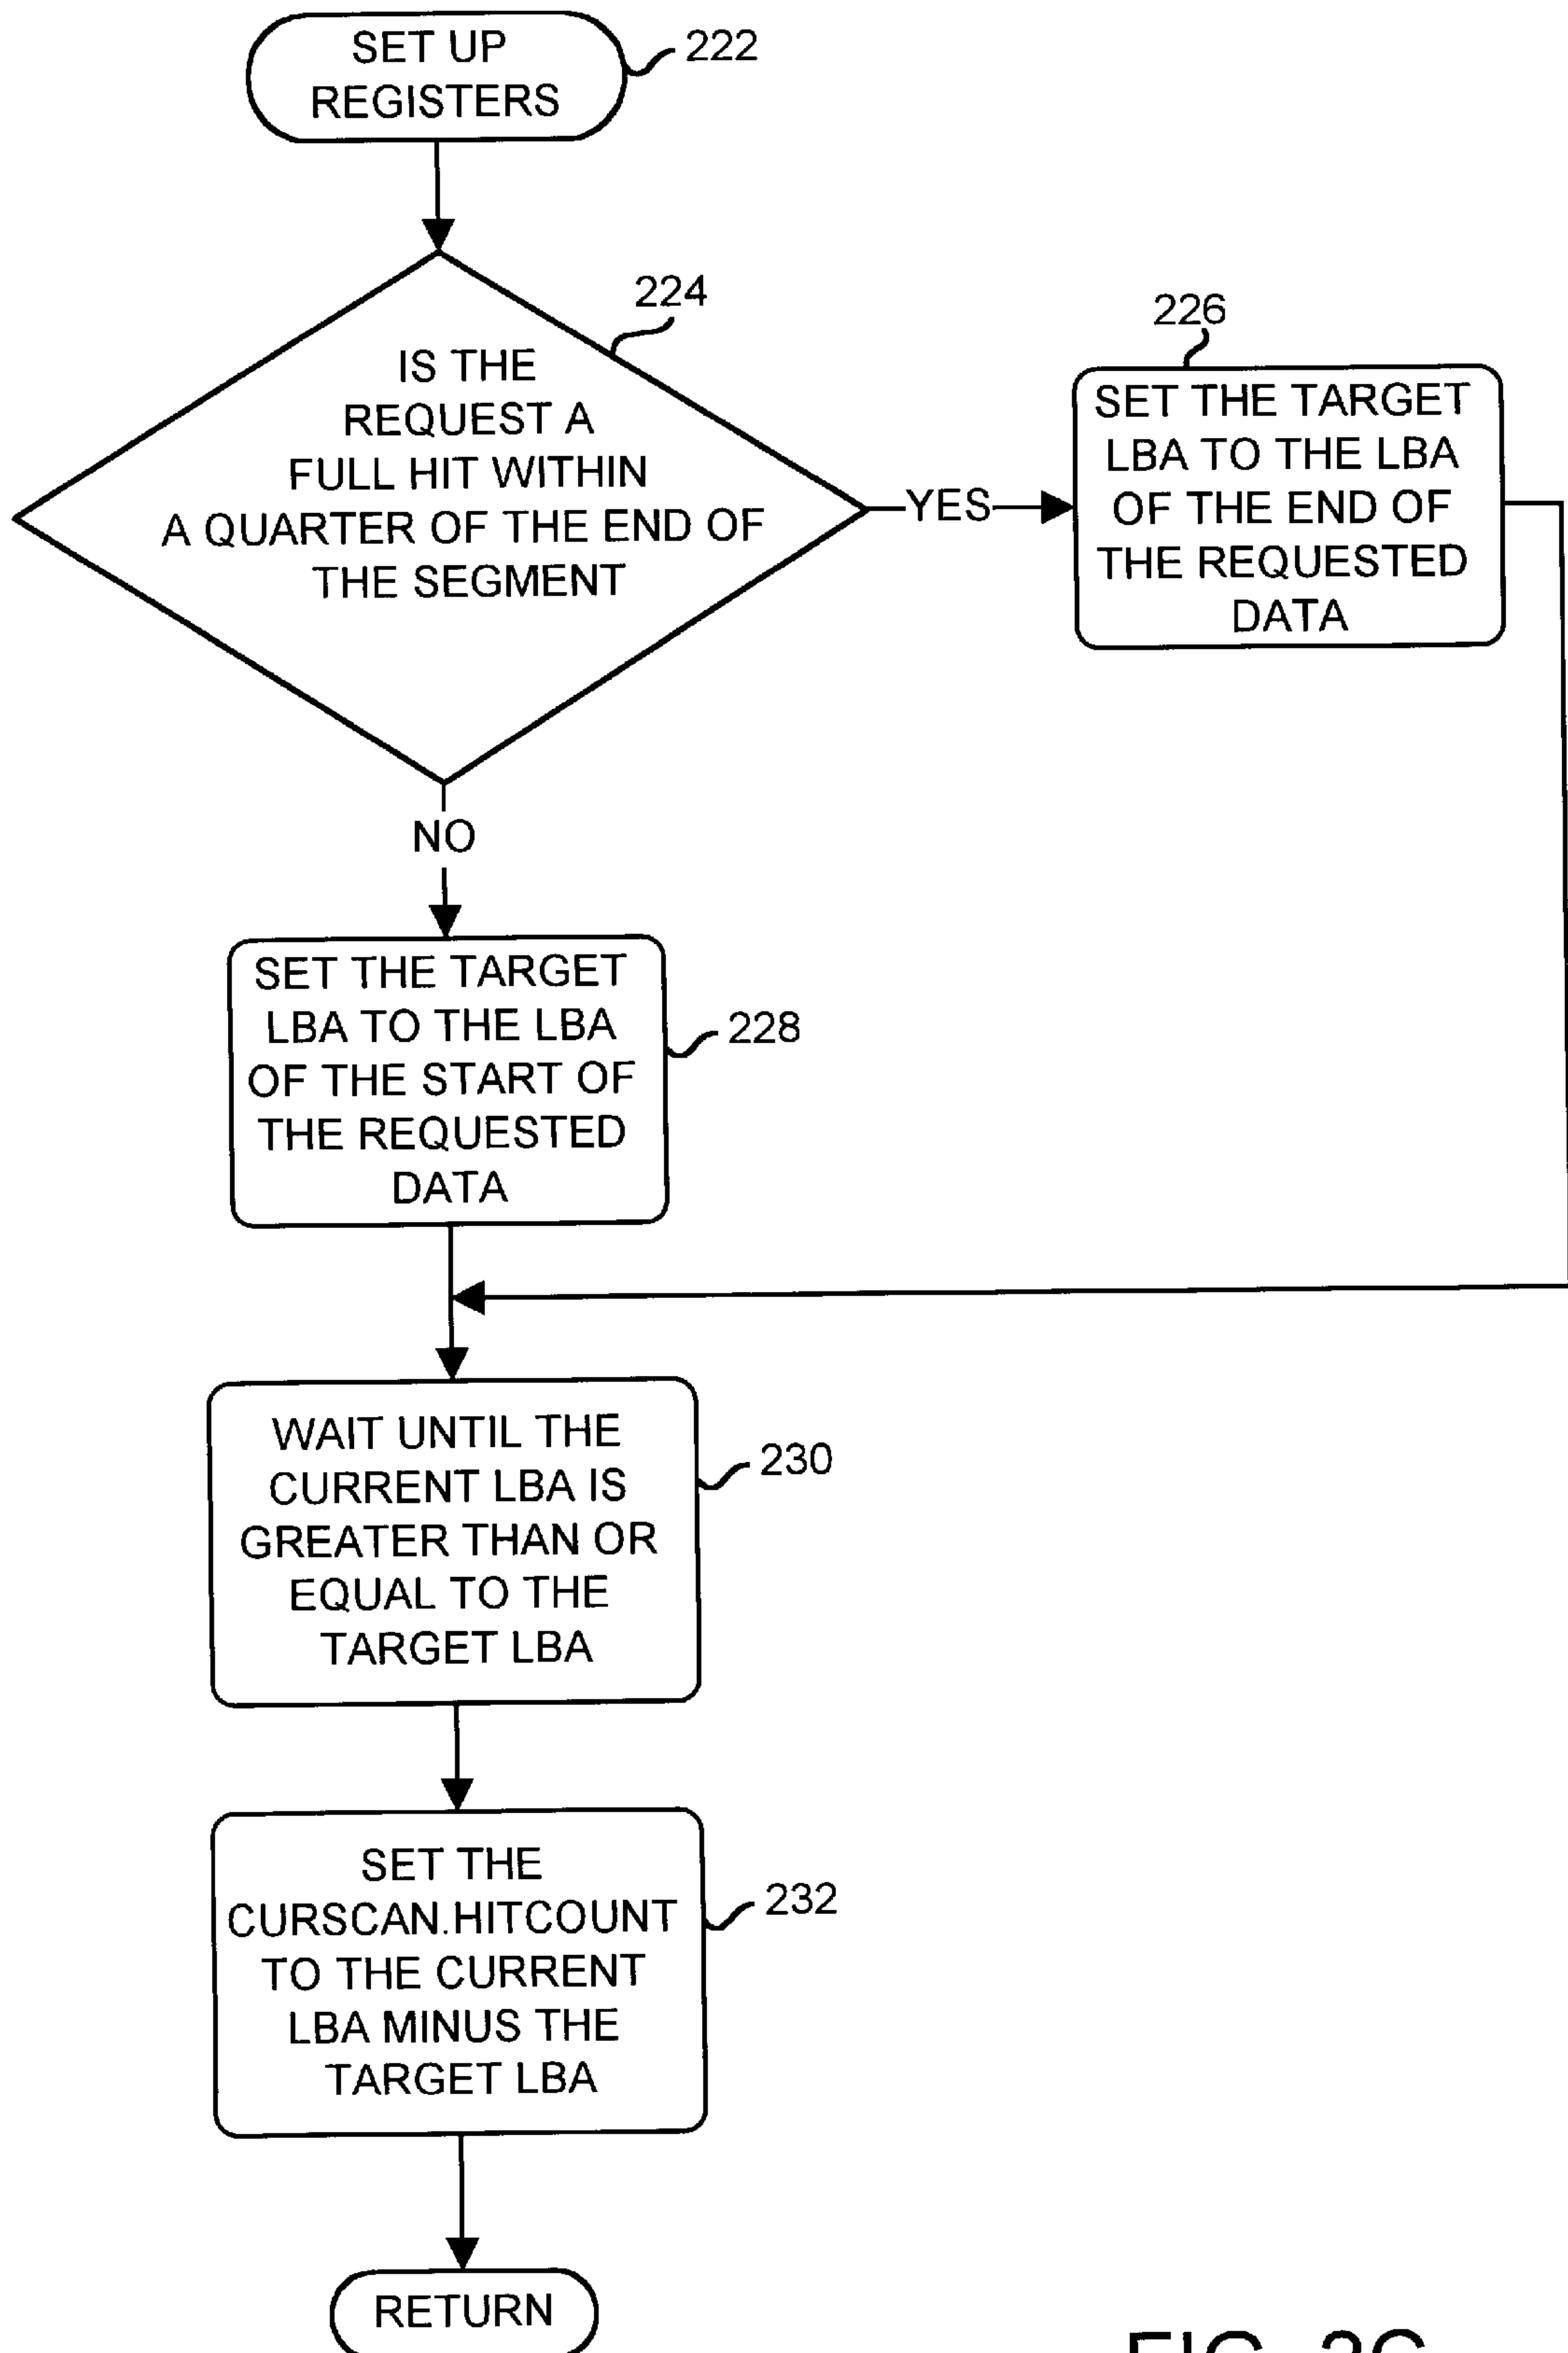 SET UP
REGISTERS
222
224
IS THE
REQUEST A
FULL HIT WITHIN
A QUARTER OF THE END OF
THE SEGMENT
YES
226
SET THE TARGET
LBA TO THE LBA
OF THE END OF
THE REQUESTED
DATA
NO
SET THE TARGET
LBA TO THE LBA
OF THE START OF
THE REQUESTED
DATA
228
WAIT UNTIL THE
CURRENT LBA IS
GREATER THAN OR
EQUAL TO THE
TARGET LBA
230
SET THE
CURSCAN.HITCOUNT
TO THE CURRENT
LBA MINUS THE
TARGET LBA
232
RETURN
FIG.